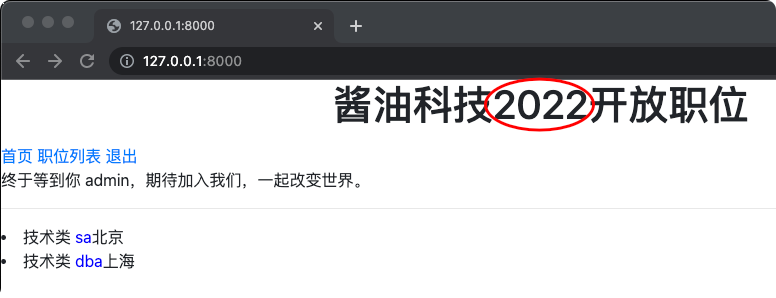 127.0.0.1:8000
127.0.0.1:8000
酱油科技2022开放职位
首页 职位列表 退出
终于等到你 admin，期待加入我们，一起改变世界。
技术类 sa北京
技术类 dba上海